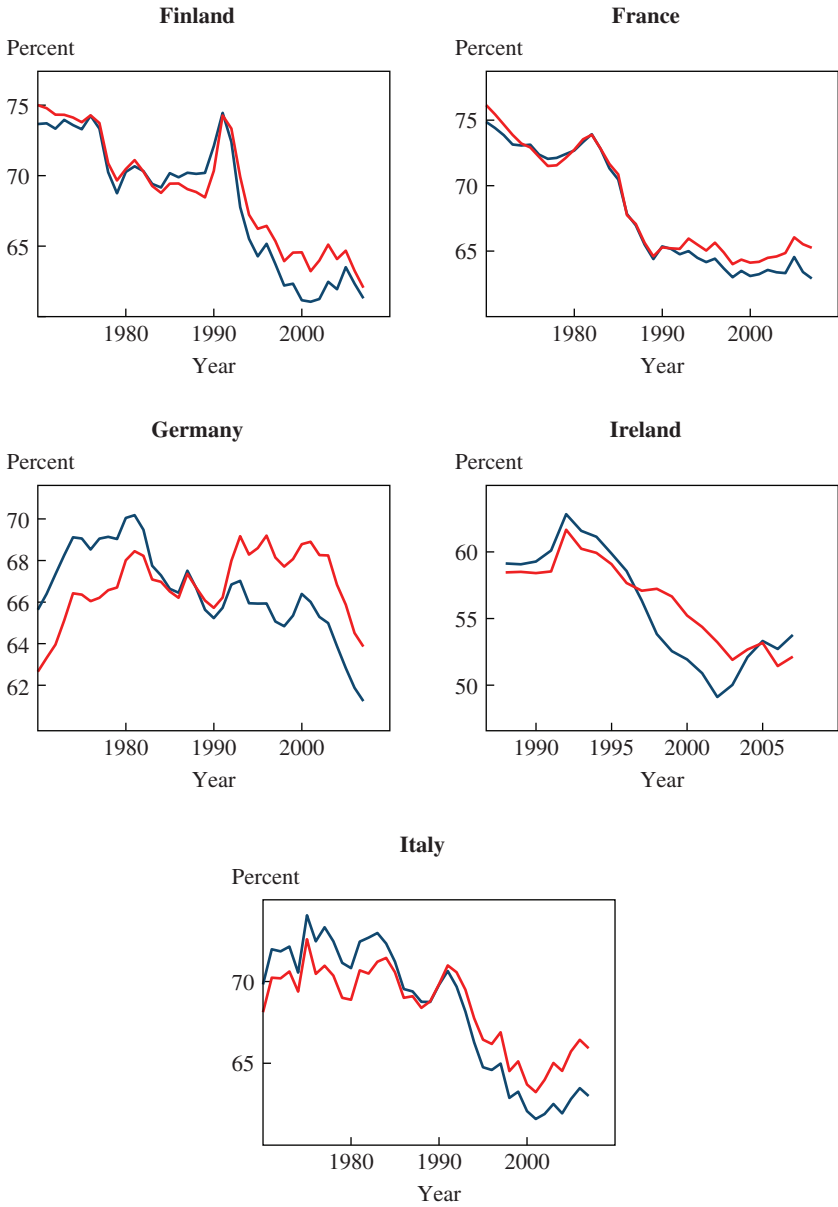 Finland
Percent
75
70
65
1980 1990 2000
Year
France
Percent
75
70
65
1980 1990 2000
Year
Germany
Percent
70
68
66
64
62
1980 1990 2000
Year
Ireland
Percent
60
55
50
1990 1995 2000 2005
Year
Italy
Percent
70
65
1980 1990 2000
Year